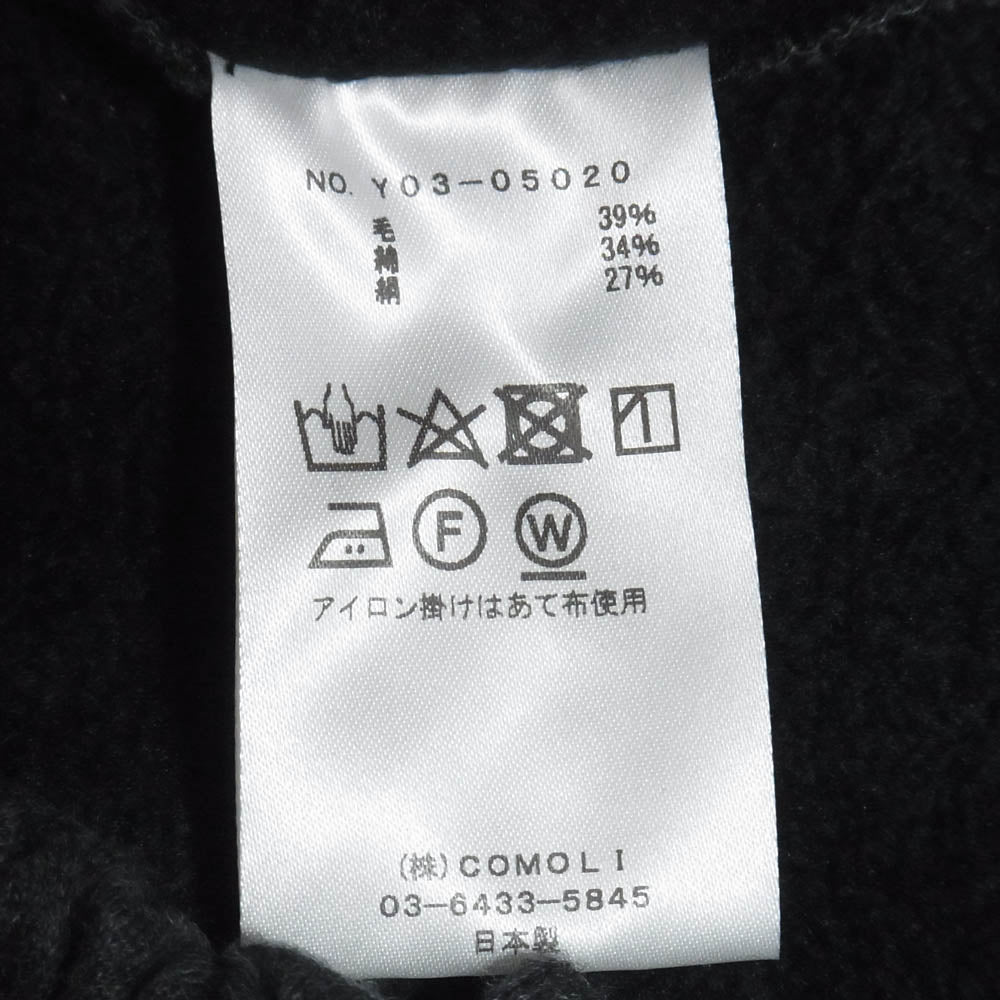 NO. Y03-05020
毛 39%
綿 34%
絹 27%
F W
アイロン掛けはあて布使用
(株)COMOLI
03-6433-5845
日本製